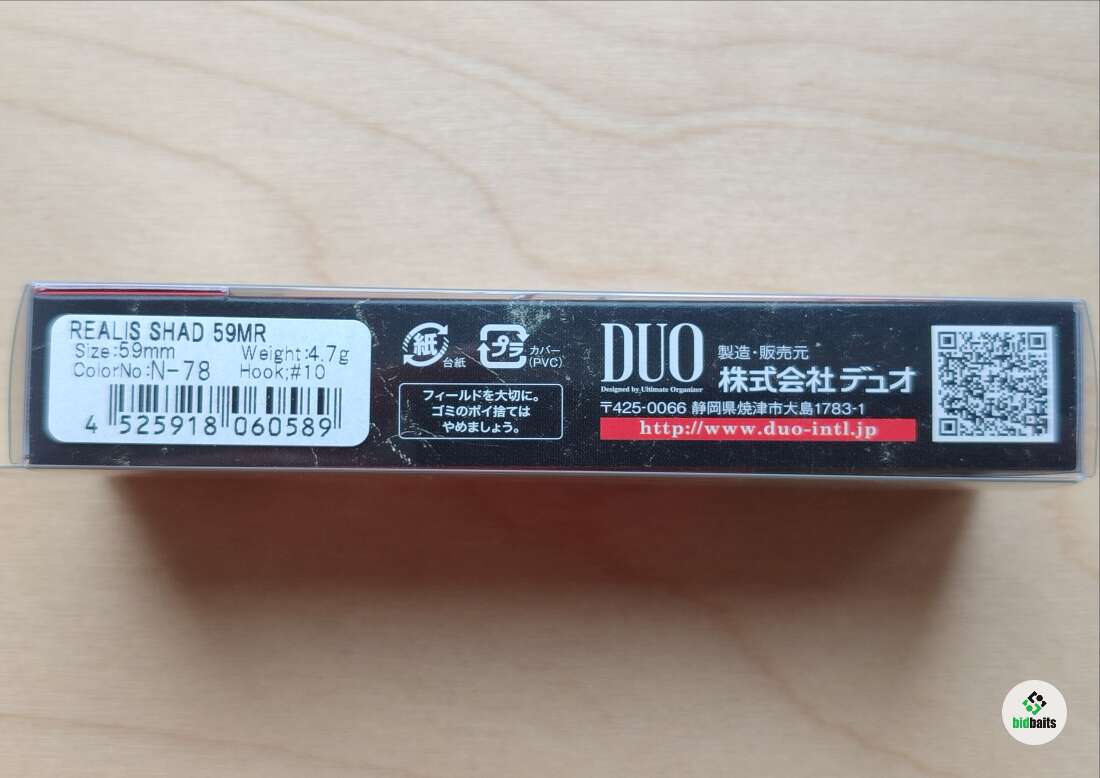 REALIS SHAD 59MR
Size:59mm Weight:4.7g
ColorNo:N-78 Hook;#10
4 525918 060589
紙
台紙
プラ
カバー
(PVC)
フィールドを大切に。
ゴミのポイ捨ては
やめましょう。
DUO
Designed by Ultimate Organizer
製造・販売元
株式会社デュオ
〒425-0066 静岡県焼津市大島1783-1
http://www.duo-intl.jp
bidbaits